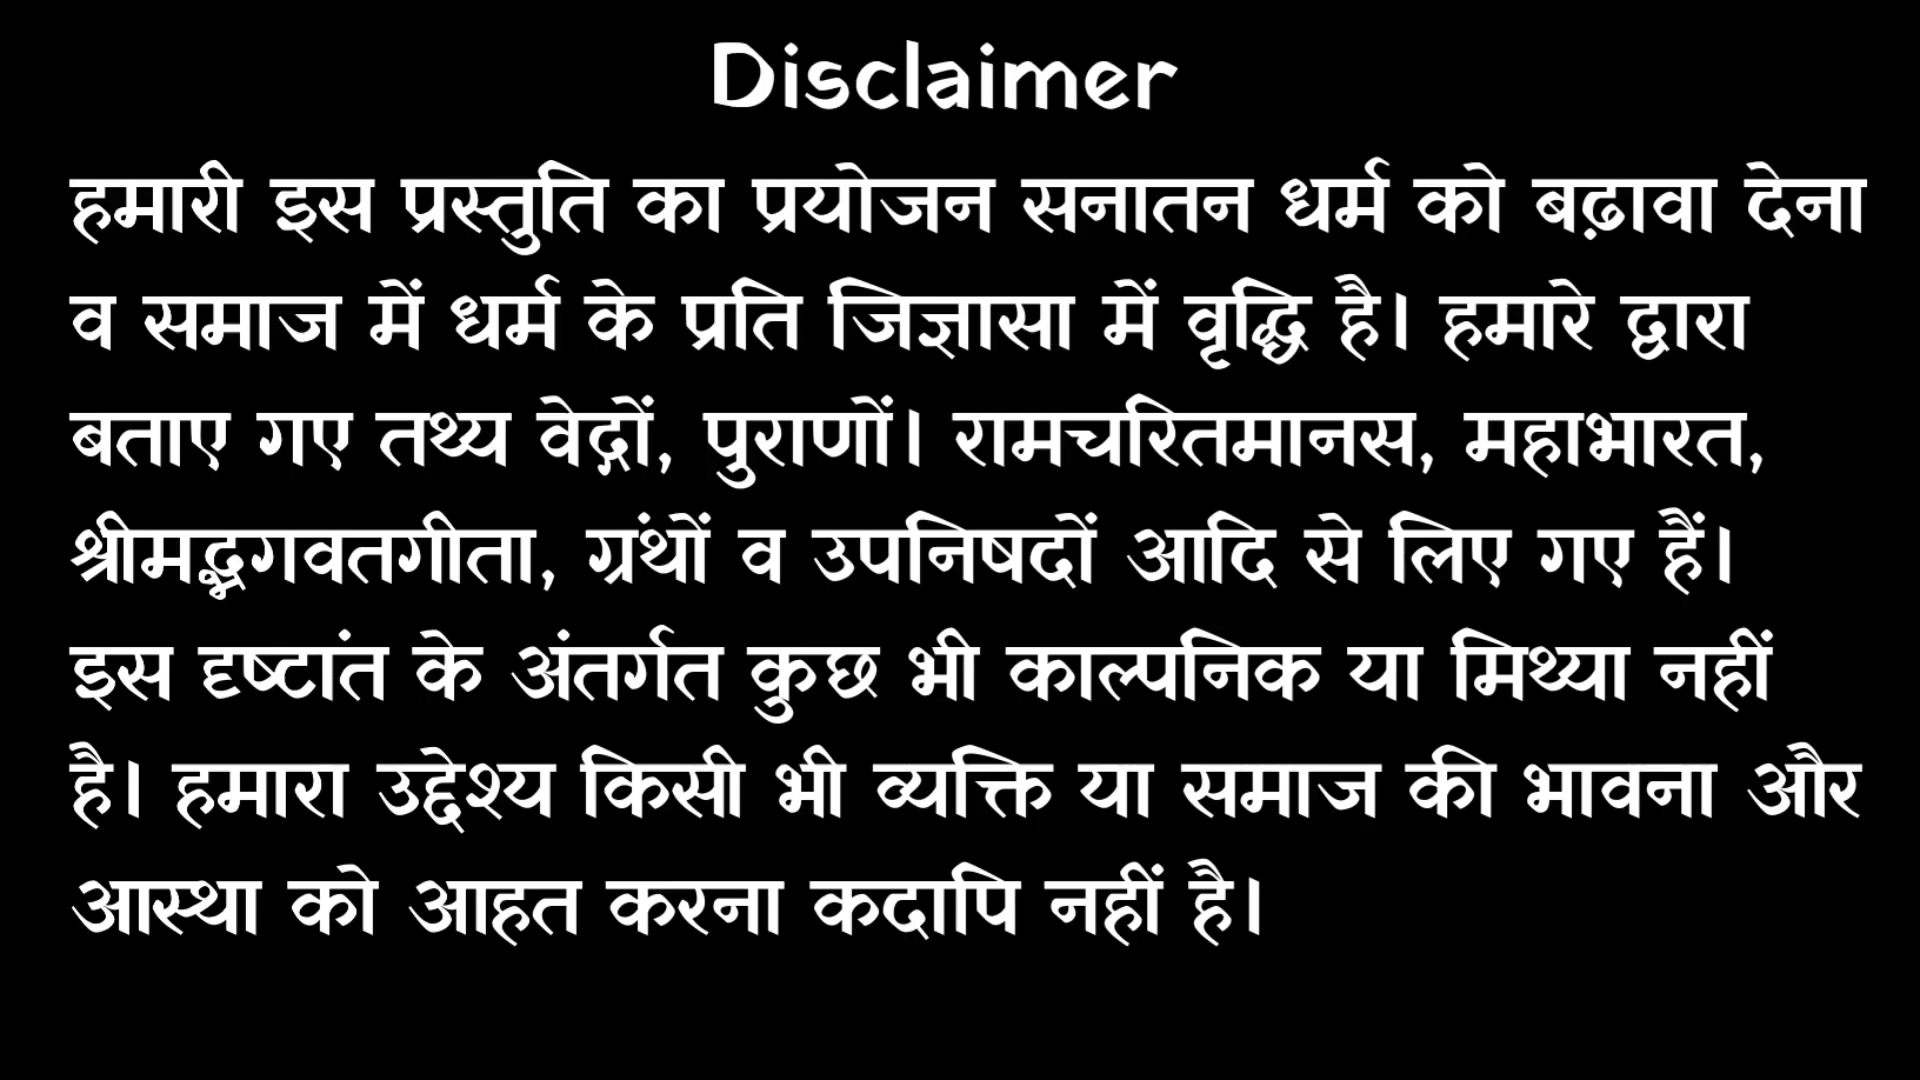 Disclaimer
हमारी इस प्रस्तुति का प्रयोजन सनातन धर्म को बढ़ावा देना
व समाज में धर्म के प्रति जिज्ञासा में वृद्धि है। हमारे द्वारा
बताए गए तथ्य वेद्नों, पुराणों। रामचरितमानस, महाभारत,
श्रीमद्भगवतगीता, ग्रंथों व उपनिषदों आदि से लिए गए हैं।
इस दृष्टांत के अंतर्गत कुछ भी काल्पनिक या मिथ्या नहीं
है। हमारा उद्देश्य किसी भी व्यक्ति या समाज की भावना और
आस्था को आहत करना कदापि नहीं है।